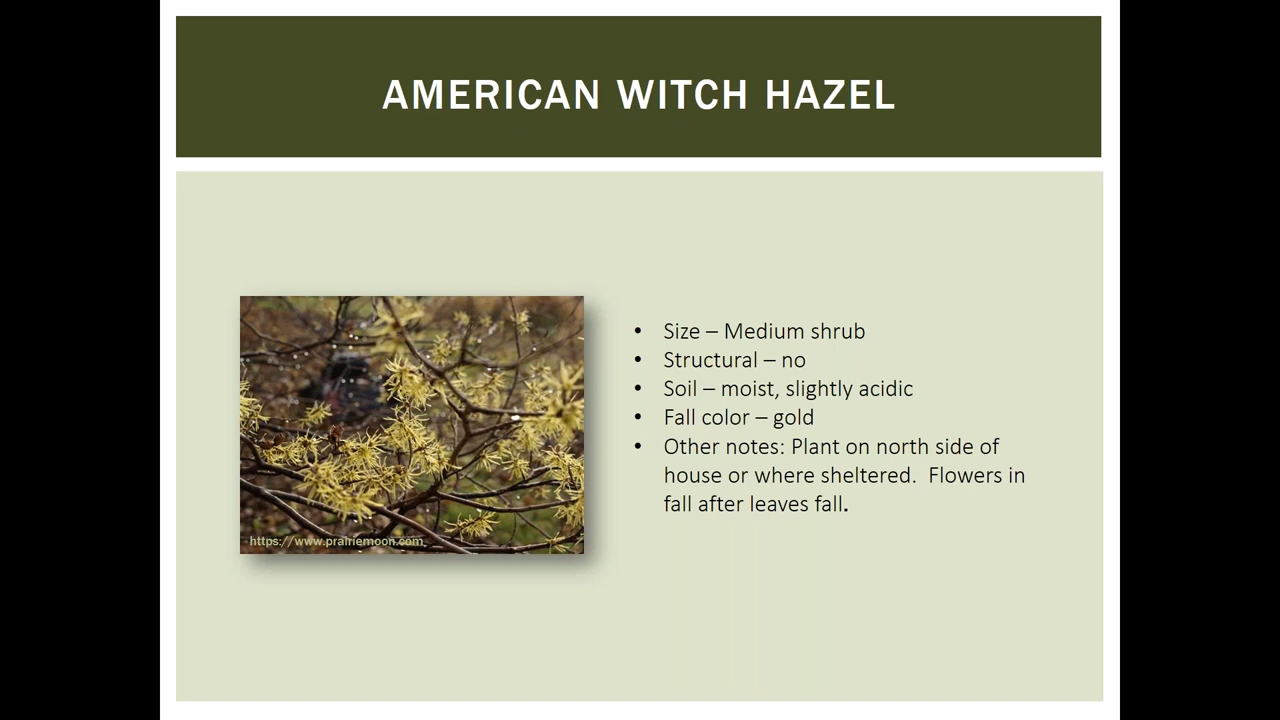 AMERICAN WITCH HAZEL
• Size – Medium shrub
• Structural – no
• Soil – moist, slightly acidic
• Fall color – gold
• Other notes: Plant on north side of
house or where sheltered.  Flowers in
fall after leaves fall.
https://www.prairiemoon.com